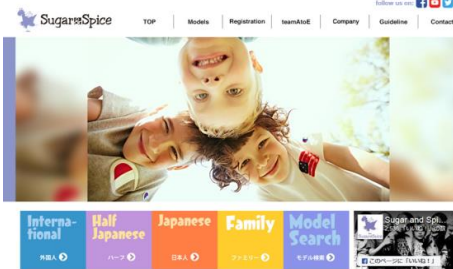 follow us on:
Sugar&Spice
TOP
Models
Registration
teamAtoE
Company
Guideline
Contact
Interna-
tional
外国人
Half
Japanese
ハーフ
Japanese
日本人
Family
ファミリー
Model
Search
モデル検索
Sugar and Spi...
このページに「いいね！」